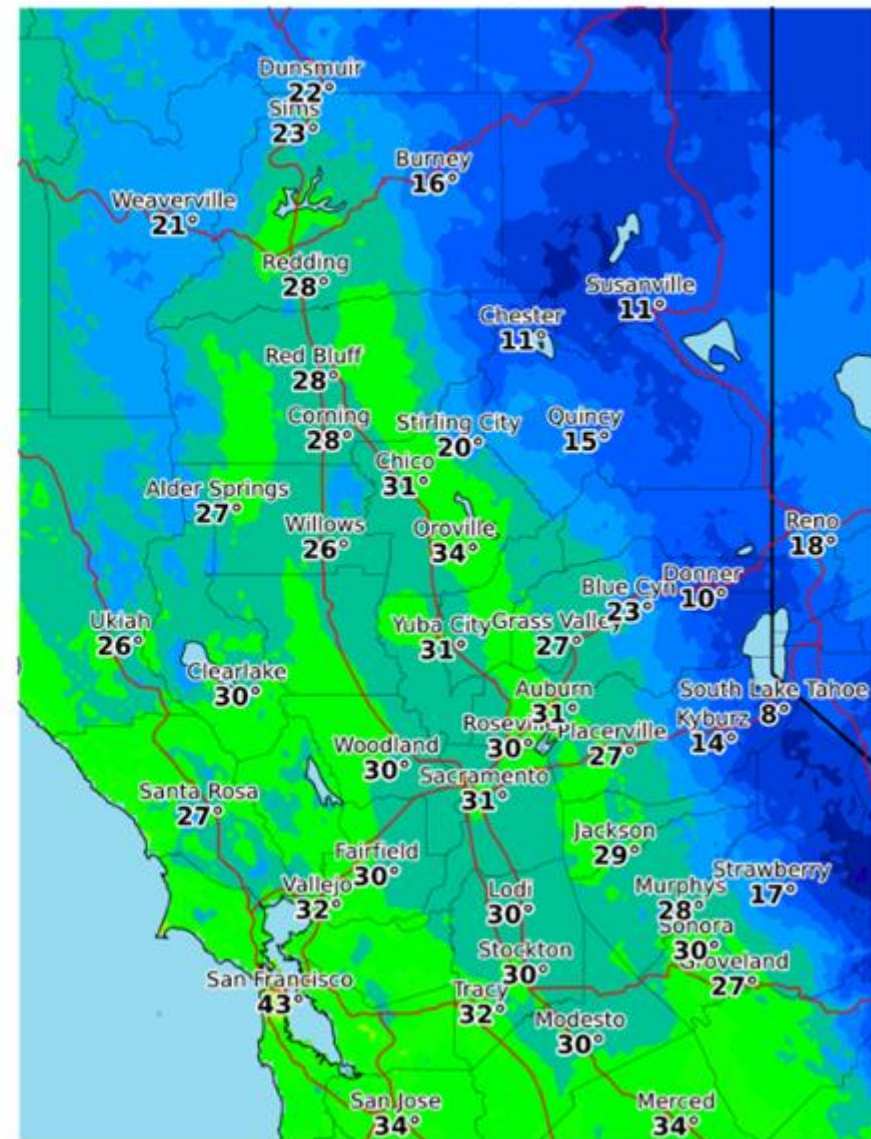 Dunsmuir
22°
Sims
23°
Burney
16°
Weaverville
21°
Redding
28°
Susanville
11°
Chester
11°
Red Bluff
28°
Corning
28°
Stirling City
20°
Quincy
15°
Chico
31°
Alder Springs
27°
Willows
26°
Oroville
34°
Reno
18°
Donner
10°
Blue Cyn
23°
Ukiah
26°
Yuba City
31°
Grass Valley
27°
Clearlake
30°
Auburn
31°
South Lake Tahoe
8°
Kyburz
14°
Roseville
30°
Placerville
27°
Woodland
30°
Sacramento
31°
Santa Rosa
27°
Jackson
29°
Fairfield
30°
Strawberry
17°
Vallejo
32°
Lodi
30°
Murphys
28°
Sonora
30°
Stockton
30°
Groveland
27°
San Francisco
43°
Tracy
32°
Modesto
30°
San Jose
34°
Merced
34°